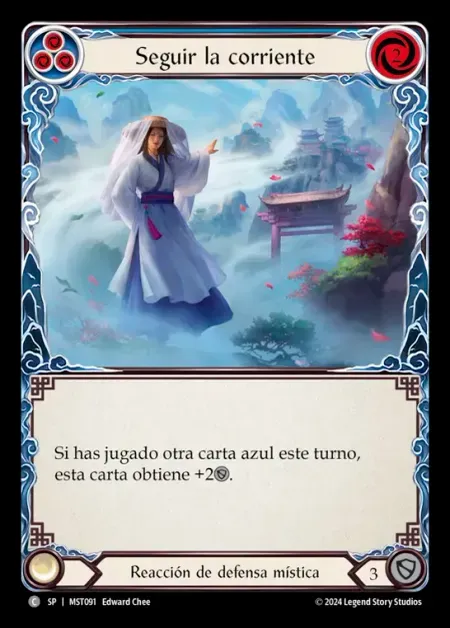 Seguir la corriente
2
Si has jugado otra carta azul este turno,
esta carta obtiene +2.
Reacción de defensa mística
3
C SP | MST091 Edward Chee
© 2024 Legend Story Studios